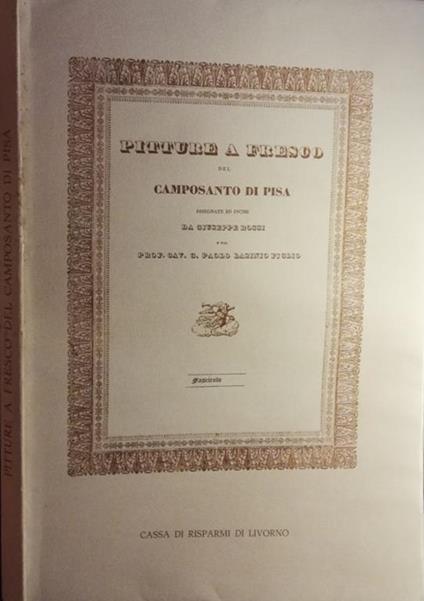 PITTURE A FRESCO DEL CAMPOSANTO DI PISA
PITTURE A FRESCO
DEL
CAMPOSANTO DI PISA
DISEGNATE ED INCISE
DA GIUSEPPE ROSSI
E DAL
PROF. CAV. G. PAOLO LASINIO FIGLIO
Fascicolo
CASSA DI RISPARMI DI LIVORNO